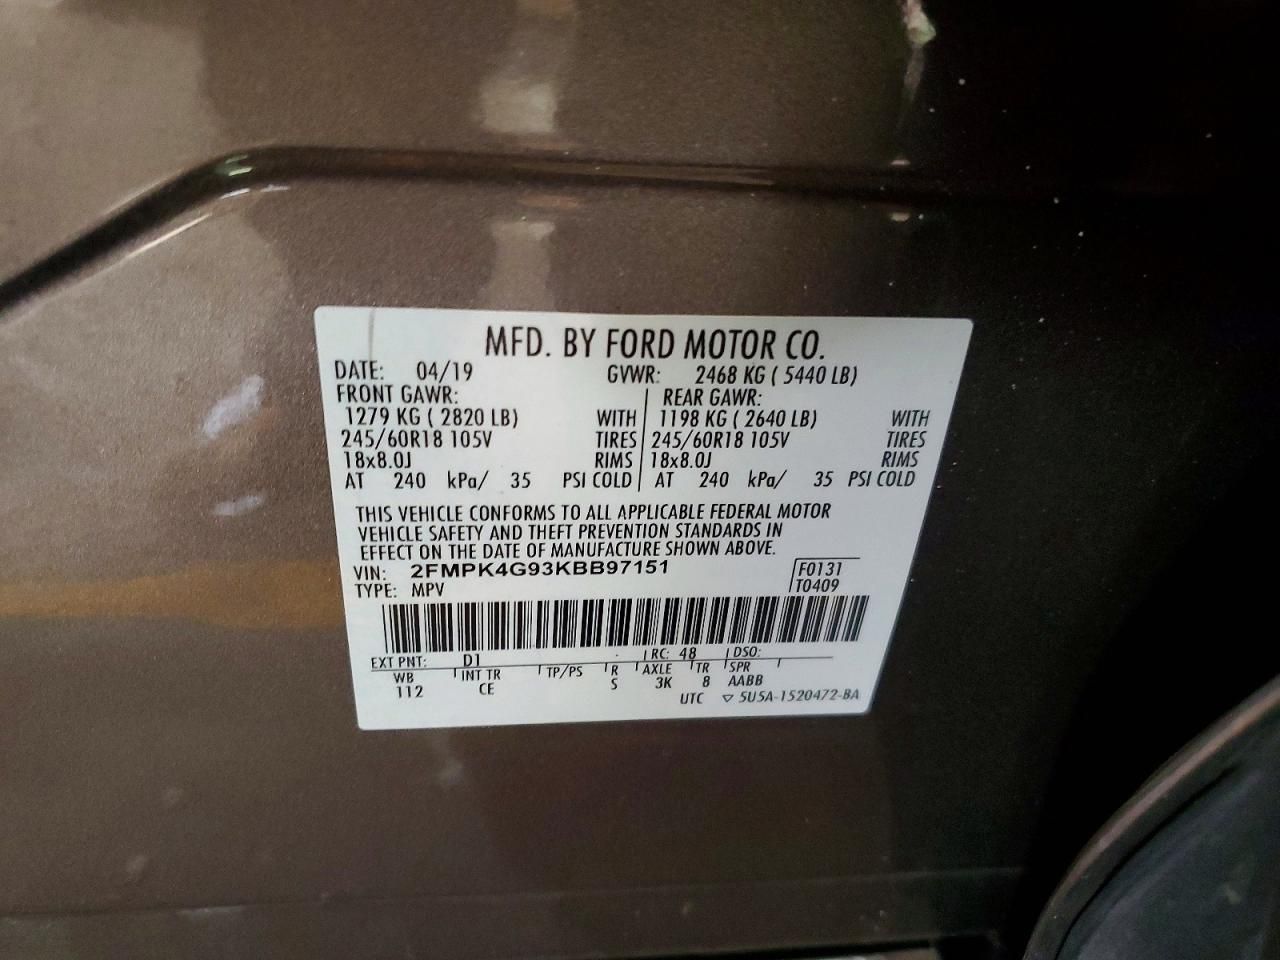 MFD. BY FORD MOTOR CO.
DATE: 04/19 GVWR: 2468 KG ( 5440 LB)
FRONT GAWR: REAR GAWR:
1279 KG ( 2820 LB) WITH 1198 KG ( 2640 LB) WITH
245/60R18 105V TIRES 245/60R18 105V TIRES
18x8.0J RIMS 18x8.0J RIMS
AT 240 kPa/ 35 PSI COLD AT 240 kPa/ 35 PSI COLD
THIS VEHICLE CONFORMS TO ALL APPLICABLE FEDERAL MOTOR
VEHICLE SAFETY AND THEFT PREVENTION STANDARDS IN
EFFECT ON THE DATE OF MANUFACTURE SHOWN ABOVE.
VIN: 2FMPK4G93KBB97151 F0131
TYPE: MPV T0409
EXT PNT: D1 RC: 48 DSO:
WB INT TR TP/PS R AXLE TR SPR
112 CE S 3K 8 AABB
UTC ▽ 5U5A-1520472-BA